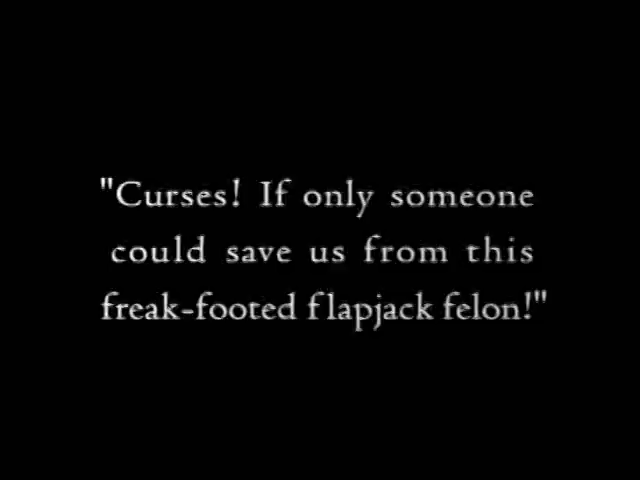 "Curses! If only someone
could save us from this
freak-footed flapjack felon!"